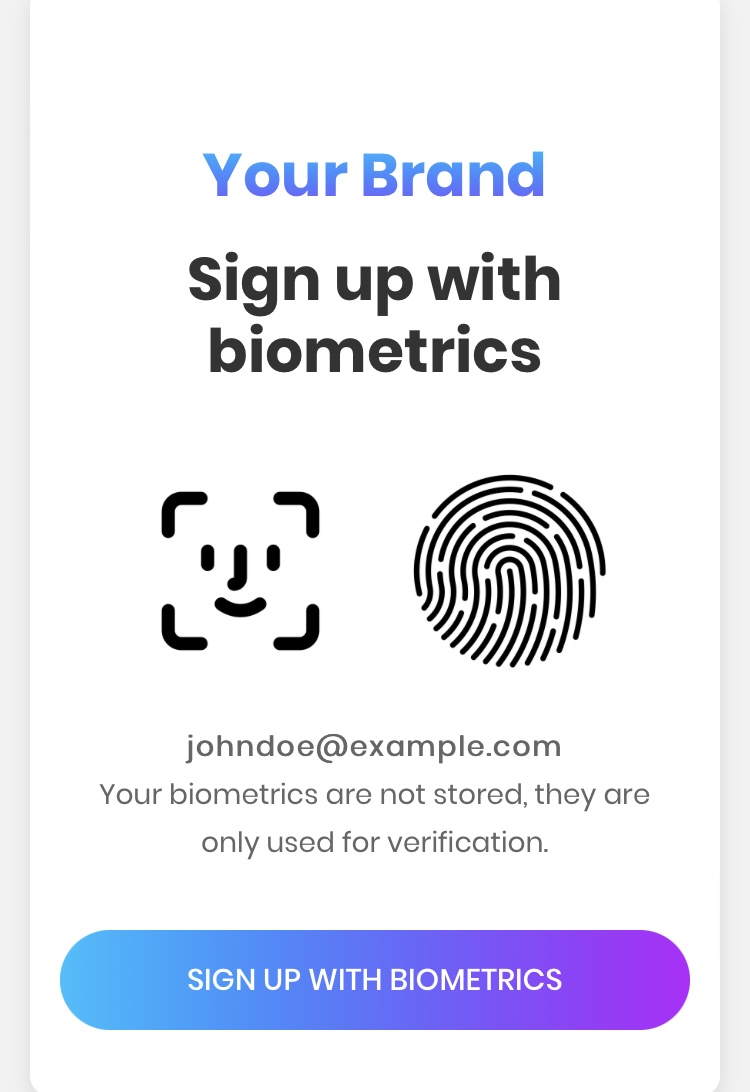 Your Brand
Sign up with
biometrics
johndoe@example.com
Your biometrics are not stored, they are
only used for verification.
SIGN UP WITH BIOMETRICS